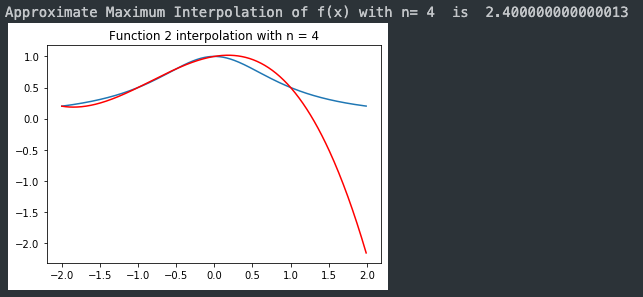 Approximate Maximum Interpolation of f(x) with n= 4  is  2.400000000000013
Function 2 interpolation with n = 4
1.0
0.5
0.0
−0.5
−1.0
−1.5
−2.0
−2.0 −1.5 −1.0 −0.5 0.0 0.5 1.0 1.5 2.0